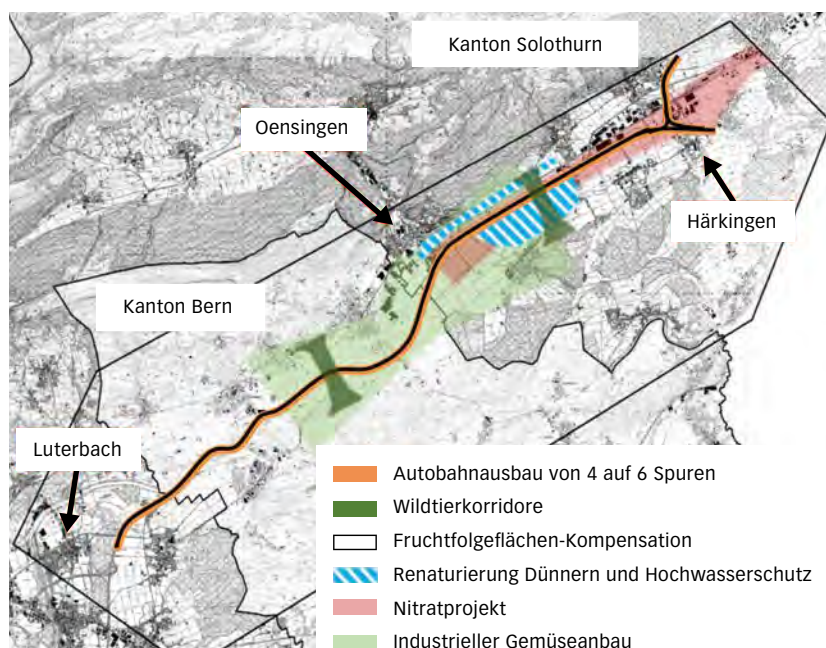 Kanton Solothurn
Oensingen
Härkingen
Kanton Bern
Luterbach
Autobahnausbau von 4 auf 6 Spuren
Wildtierkorridore
Fruchtfolgeflächen-Kompensation
Renaturierung Dünnern und Hochwasserschutz
Nitratprojekt
Industrieller Gemüseanbau